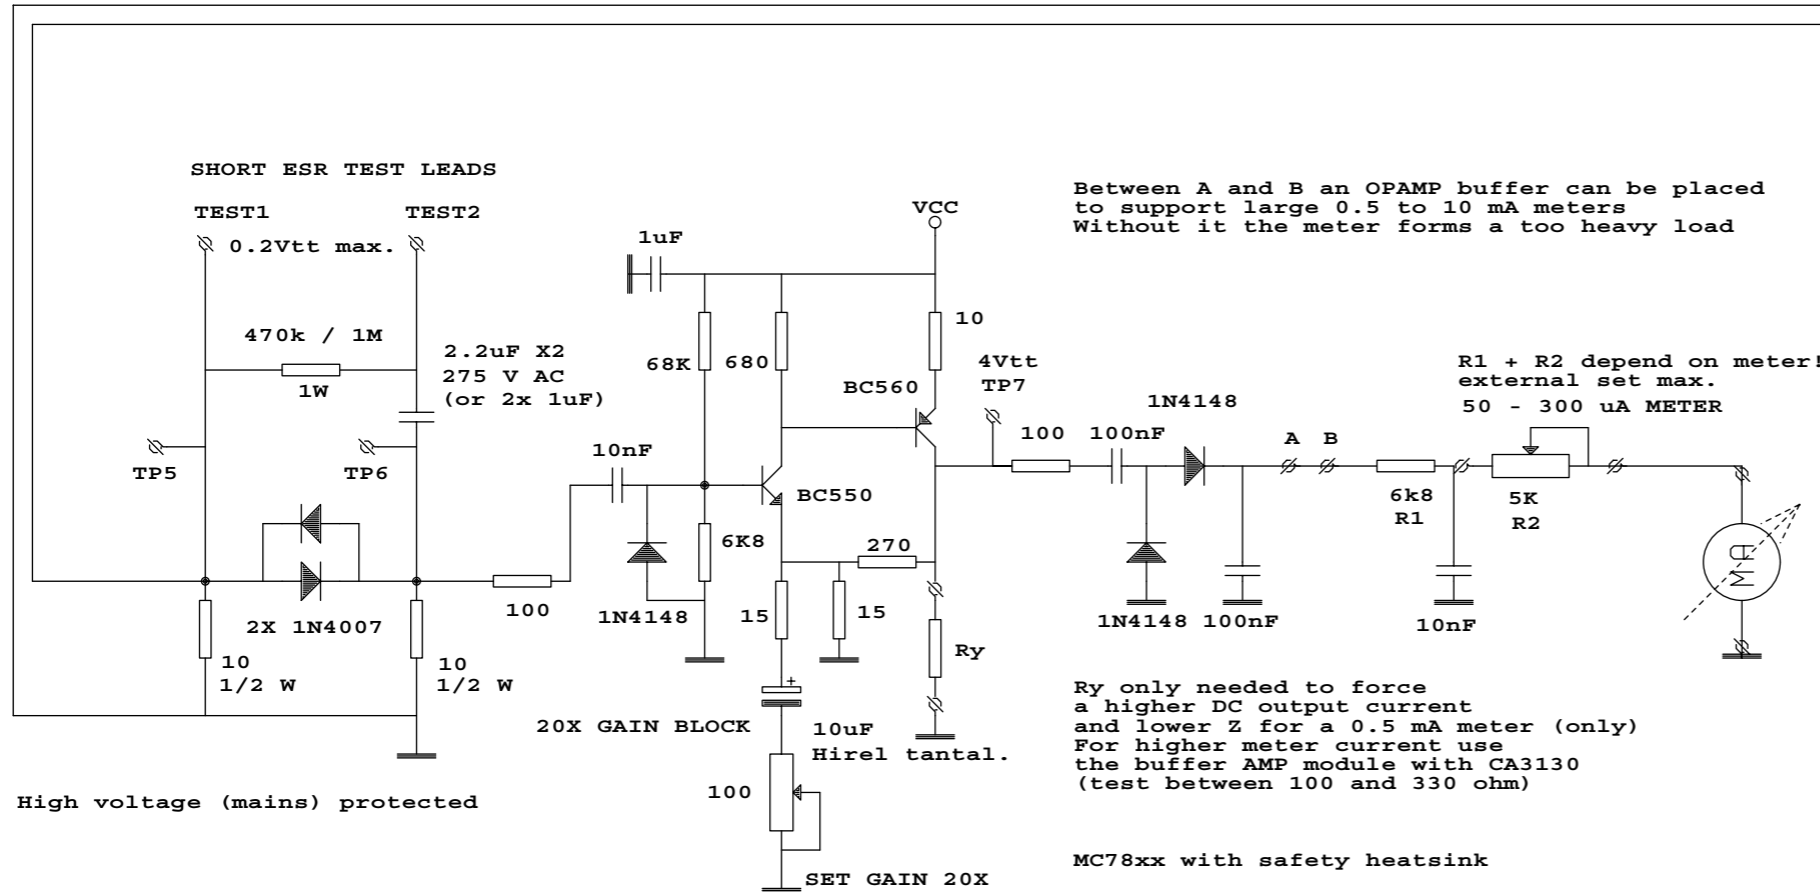 SHORT ESR TEST LEADS
TEST1
TEST2
0.2Vtt max.
470k / 1M
1W
2.2uF X2
275 V AC
(or 2x 1uF)
TP5
TP6
2X 1N4007
10
1/2 W
10
1/2 W
100
High voltage (mains) protected
1uF
VCC
68K
680
10
BC560
10nF
BC550
6K8
1N4148
270
15
15
Ry
20X GAIN BLOCK
10uF
Hirel tantal.
+
100
SET GAIN 20X
4Vtt
TP7
100
100nF
1N4148
A
B
1N4148
100nF
6k8
R1
5K
R2
10nF
MA
Between A and B an OPAMP buffer can be placed
to support large 0.5 to 10 mA meters
Without it the meter forms a too heavy load
R1 + R2 depend on meter!
external set max.
50 - 300 uA METER
Ry only needed to force
a higher DC output current
and lower Z for a 0.5 mA meter (only)
For higher meter current use
the buffer AMP module with CA3130
(test between 100 and 330 ohm)
MC78xx with safety heatsink